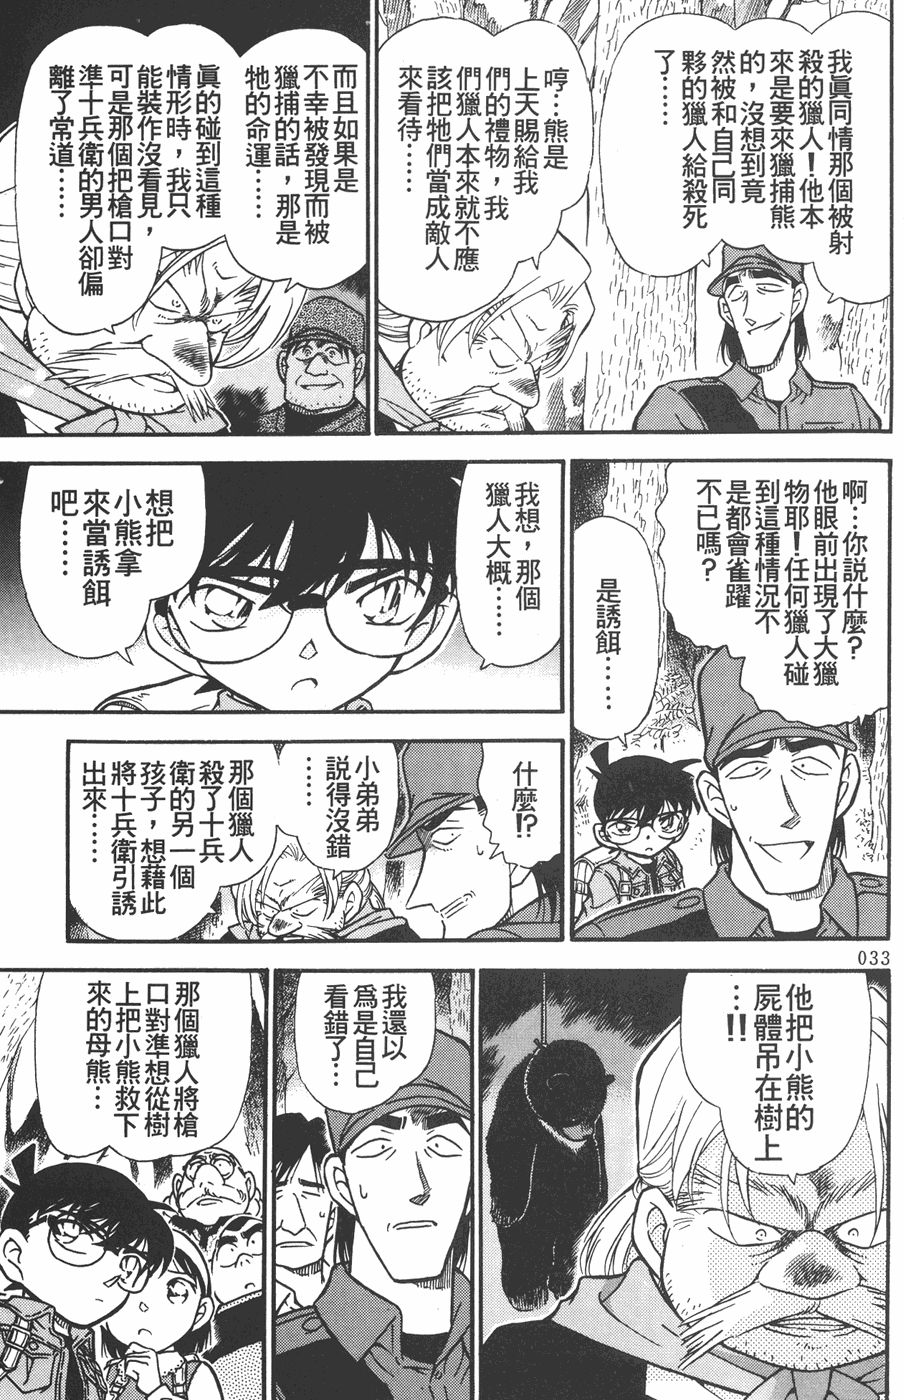 我真同情那個被射
殺的獵人！他本
來是要來獵捕熊
的，沒想到竟
然被和自己同
夥的獵人給殺死
了……
哼…熊是
上天賜給我
們的禮物，我
們獵人本來就不應
該把牠們當成敵人
來看待……
而且如果是
不幸被發現而被
獵捕的話，那是
牠的命運……
真的碰到這種
情形時，我只
能裝作沒看見，
可是那個把槍口對
準十兵衛的男人卻偏
離了常道……
啊…你說什麼？
他眼前出現了大獵
物耶！任何獵人碰
到這種情況不
是都會雀躍
不已嗎？
是誘餌……
我想，那個
獵人大概……
想把
小熊拿
來當誘餌
吧……
什麼!?
小弟弟
說得沒錯
……
那個獵人
殺了十兵
衛的另一個
孩子，想藉此
將十兵衛引誘
出來……
033
他把小熊的
屍體吊在樹上
…!!
我還以
為是自己
看錯了…
那個獵人將槍
口對準想從樹
上把小熊救下
來的母熊…